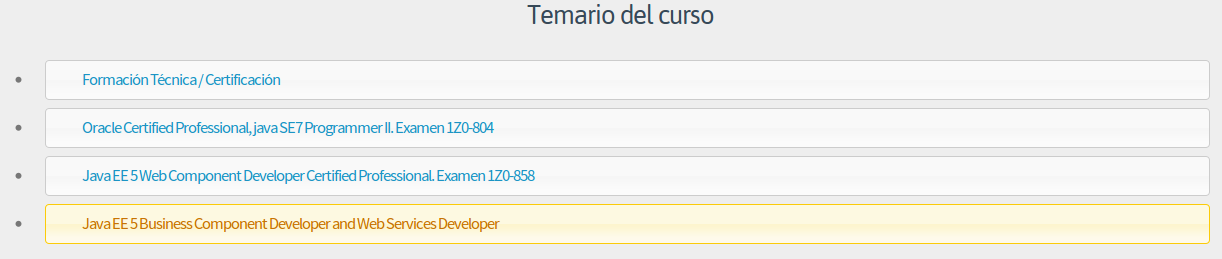 Temario del curso
Formación Técnica / Certificación
Oracle Certified Professional, java SE7 Programmer II. Examen 1Z0-804
Java EE 5 Web Component Developer Certified Professional. Examen 1Z0-858
Java EE 5 Business Component Developer and Web Services Developer